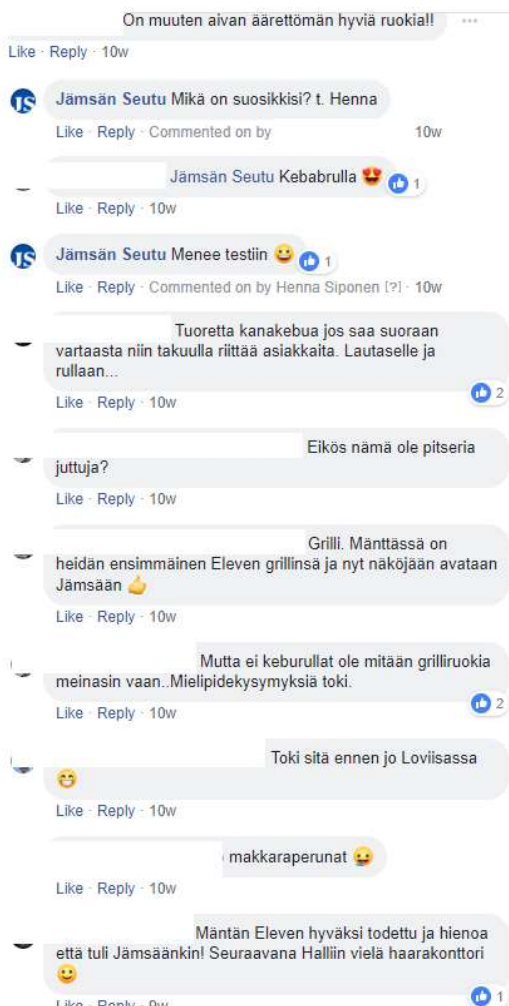 On muuten aivan äärettömän hyviä ruokia!!
Like · Reply · 10w
JS
Jämsän Seutu Mikä on suosikkisi? t. Henna
Like · Reply · Commented on by 10w
Jämsän Seutu Kebabrulla 😍 1
Like · Reply · 10w
JS
Jämsän Seutu Menee testiin 😀 1
Like · Reply · Commented on by Henna Siponen [?] · 10w
Tuoretta kanakebua jos saa suoraan
vartaasta niin takuulla riittää asiakkaita. Lautaselle ja
rullaan...
2
Like · Reply · 10w
Eikös nämä ole pitseria
juttuja?
Like · Reply · 10w
Grilli. Mänttässä on
heidän ensimmäinen Eleven grillinsä ja nyt näköjään avataan
Jämsään 👍
Like · Reply · 10w
Mutta ei keburullat ole mitään grilliruokia
meinasin vaan..Mielipidekysymyksiä toki.
2
Like · Reply · 10w
Toki sitä ennen jo Loviisassa
😁
Like · Reply · 10w
makkaraperunat 🤤
Like · Reply · 10w
Mäntän Eleven hyväksi todettu ja hienoa
että tuli Jämsäänkin! Seuraavana Halliin vielä haarakonttori
🙂
1
Like · Reply · 9w